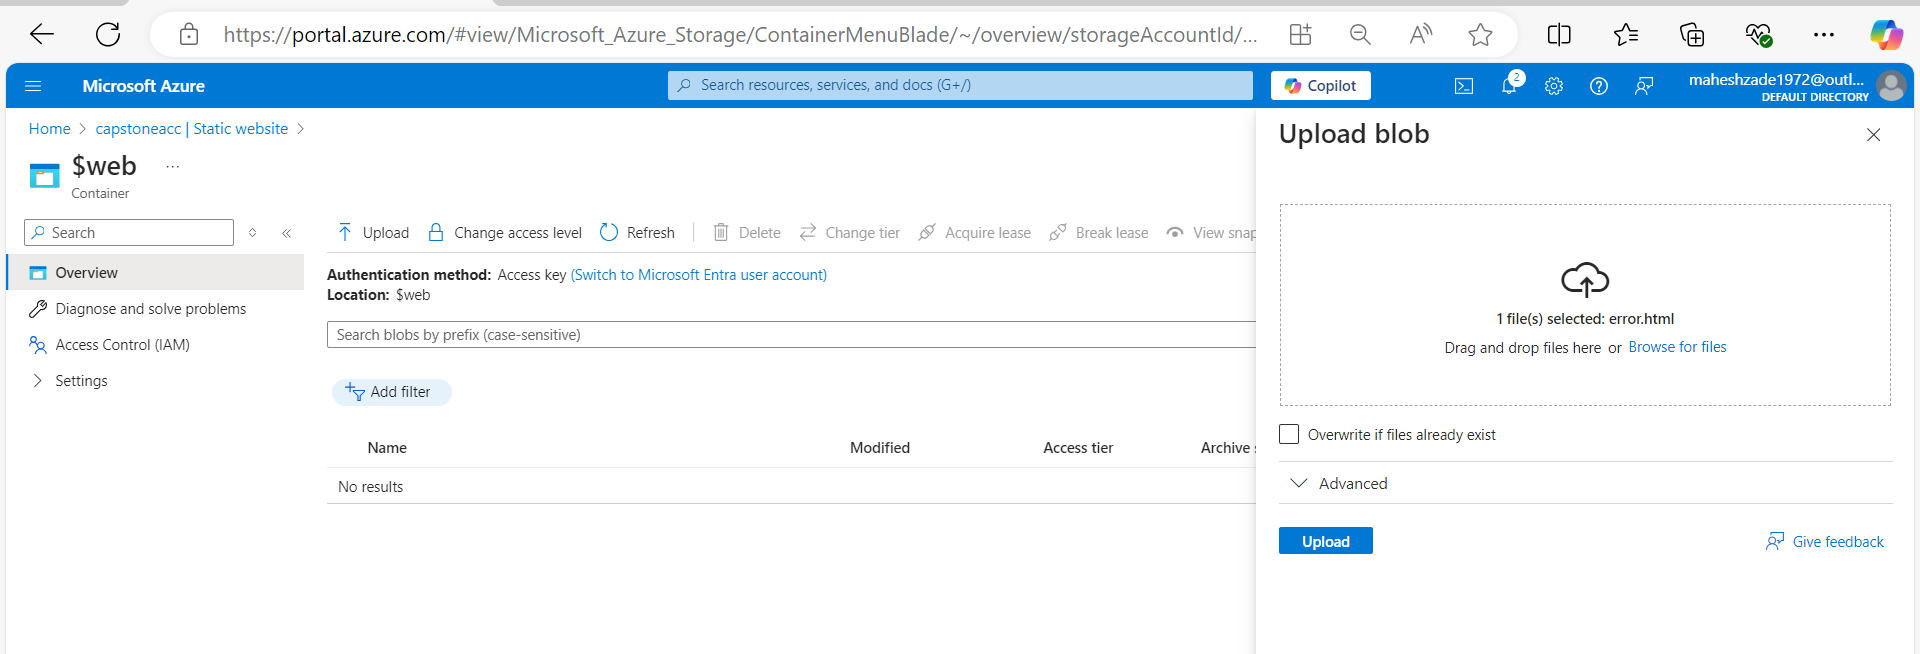 https://portal.azure.com/#view/Microsoft_Azure_Storage/ContainerMenuBlade/~/overview/storageAccountId/...
Microsoft Azure
Search resources, services, and docs (G+/)
Copilot
2
maheshzade1972@outl...
DEFAULT DIRECTORY
Home > capstoneacc | Static website >
$web ...
Container
Search
Overview
Diagnose and solve problems
Access Control (IAM)
Settings
Upload Change access level Refresh Delete Change tier Acquire lease Break lease View snap
Authentication method: Access key (Switch to Microsoft Entra user account)
Location: $web
Search blobs by prefix (case-sensitive)
Add filter
Name Modified Access tier Archive s
No results
Upload blob
1 file(s) selected: error.html
Drag and drop files here or Browse for files
Overwrite if files already exist
Advanced
Upload
Give feedback